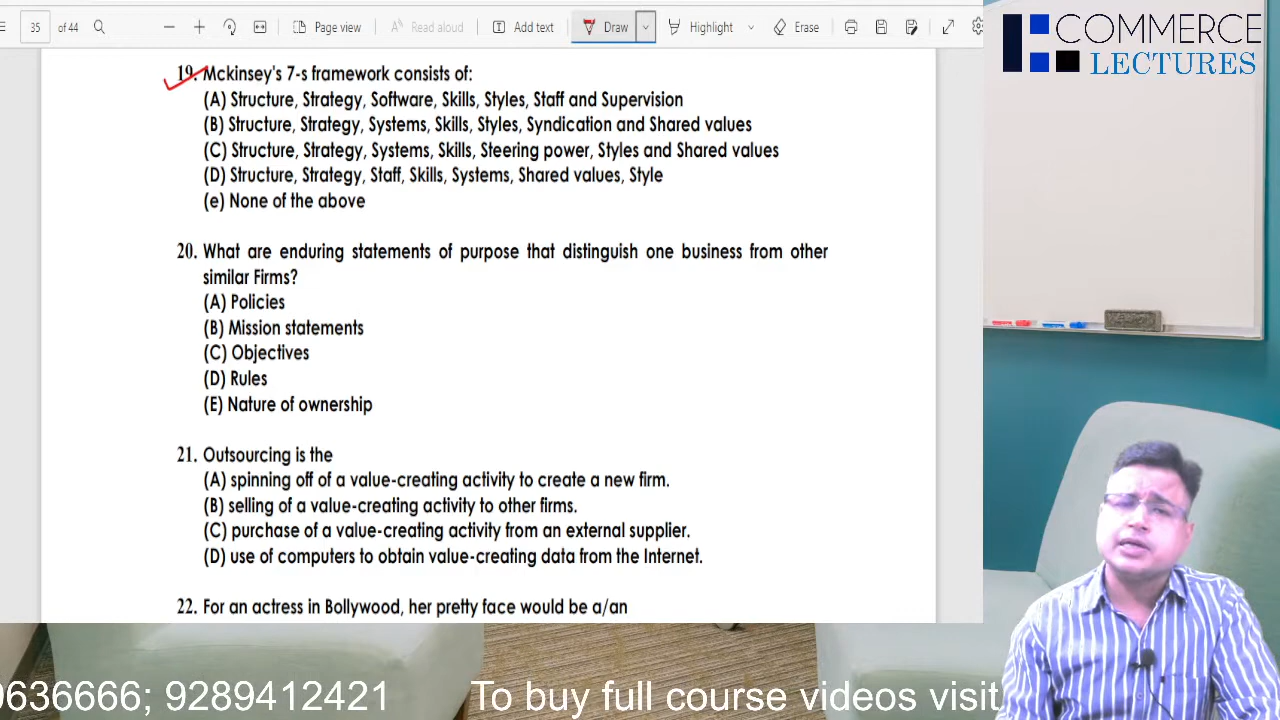 35 of 44 Page view Read aloud Add text Draw Highlight Erase
COMMERCE
LECTURES
19. Mckinsey's 7-s framework consists of:
(A) Structure, Strategy, Software, Skills, Styles, Staff and Supervision
(B) Structure, Strategy, Systems, Skills, Styles, Syndication and Shared values
(C) Structure, Strategy, Systems, Skills, Steering power, Styles and Shared values
(D) Structure, Strategy, Staff, Skills, Systems, Shared values, Style
(e) None of the above
20. What are enduring statements of purpose that distinguish one business from other
similar Firms?
(A) Policies
(B) Mission statements
(C) Objectives
(D) Rules
(E) Nature of ownership
21. Outsourcing is the
(A) spinning off of a value-creating activity to create a new firm.
(B) selling of a value-creating activity to other firms.
(C) purchase of a value-creating activity from an external supplier.
(D) use of computers to obtain value-creating data from the Internet.
22. For an actress in Bollywood, her pretty face would be a/an
636666; 9289412421 To buy full course videos visit